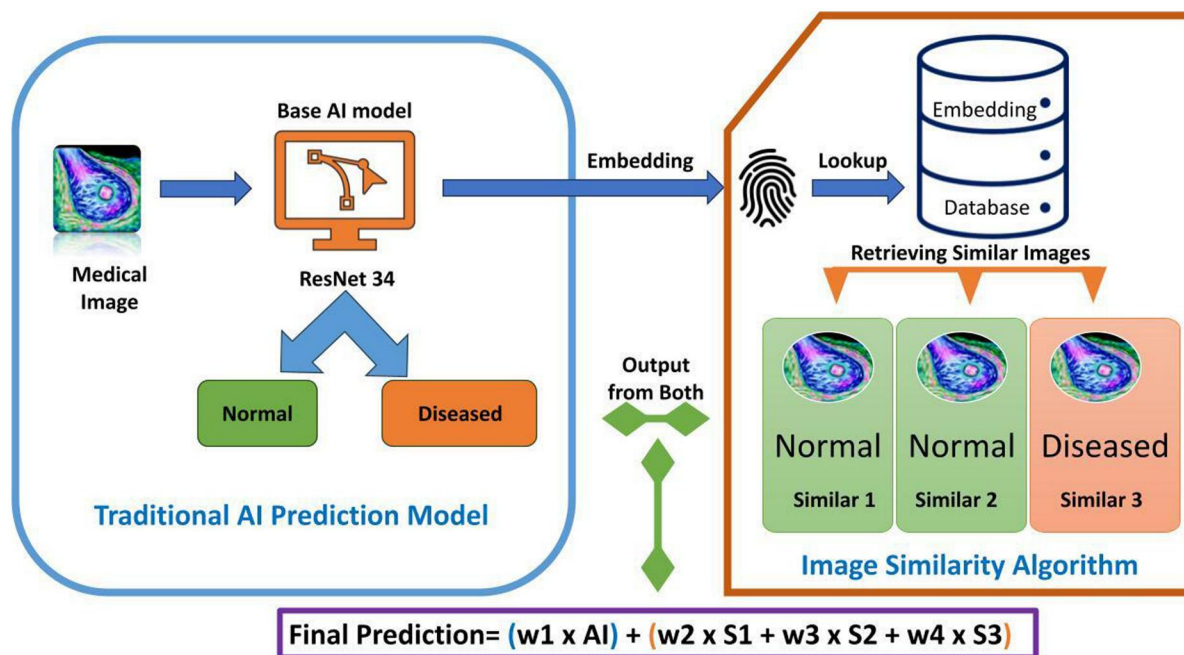 Base AI model
Medical
Image
ResNet 34
Normal
Diseased
Traditional AI Prediction Model
Embedding
Lookup
Embedding
Database
Retrieving Similar Images
Normal
Similar 1
Normal
Similar 2
Diseased
Similar 3
Image Similarity Algorithm
Output
from Both
Final Prediction= (w1 x AI) + (w2 x S1 + w3 x S2 + w4 x S3)